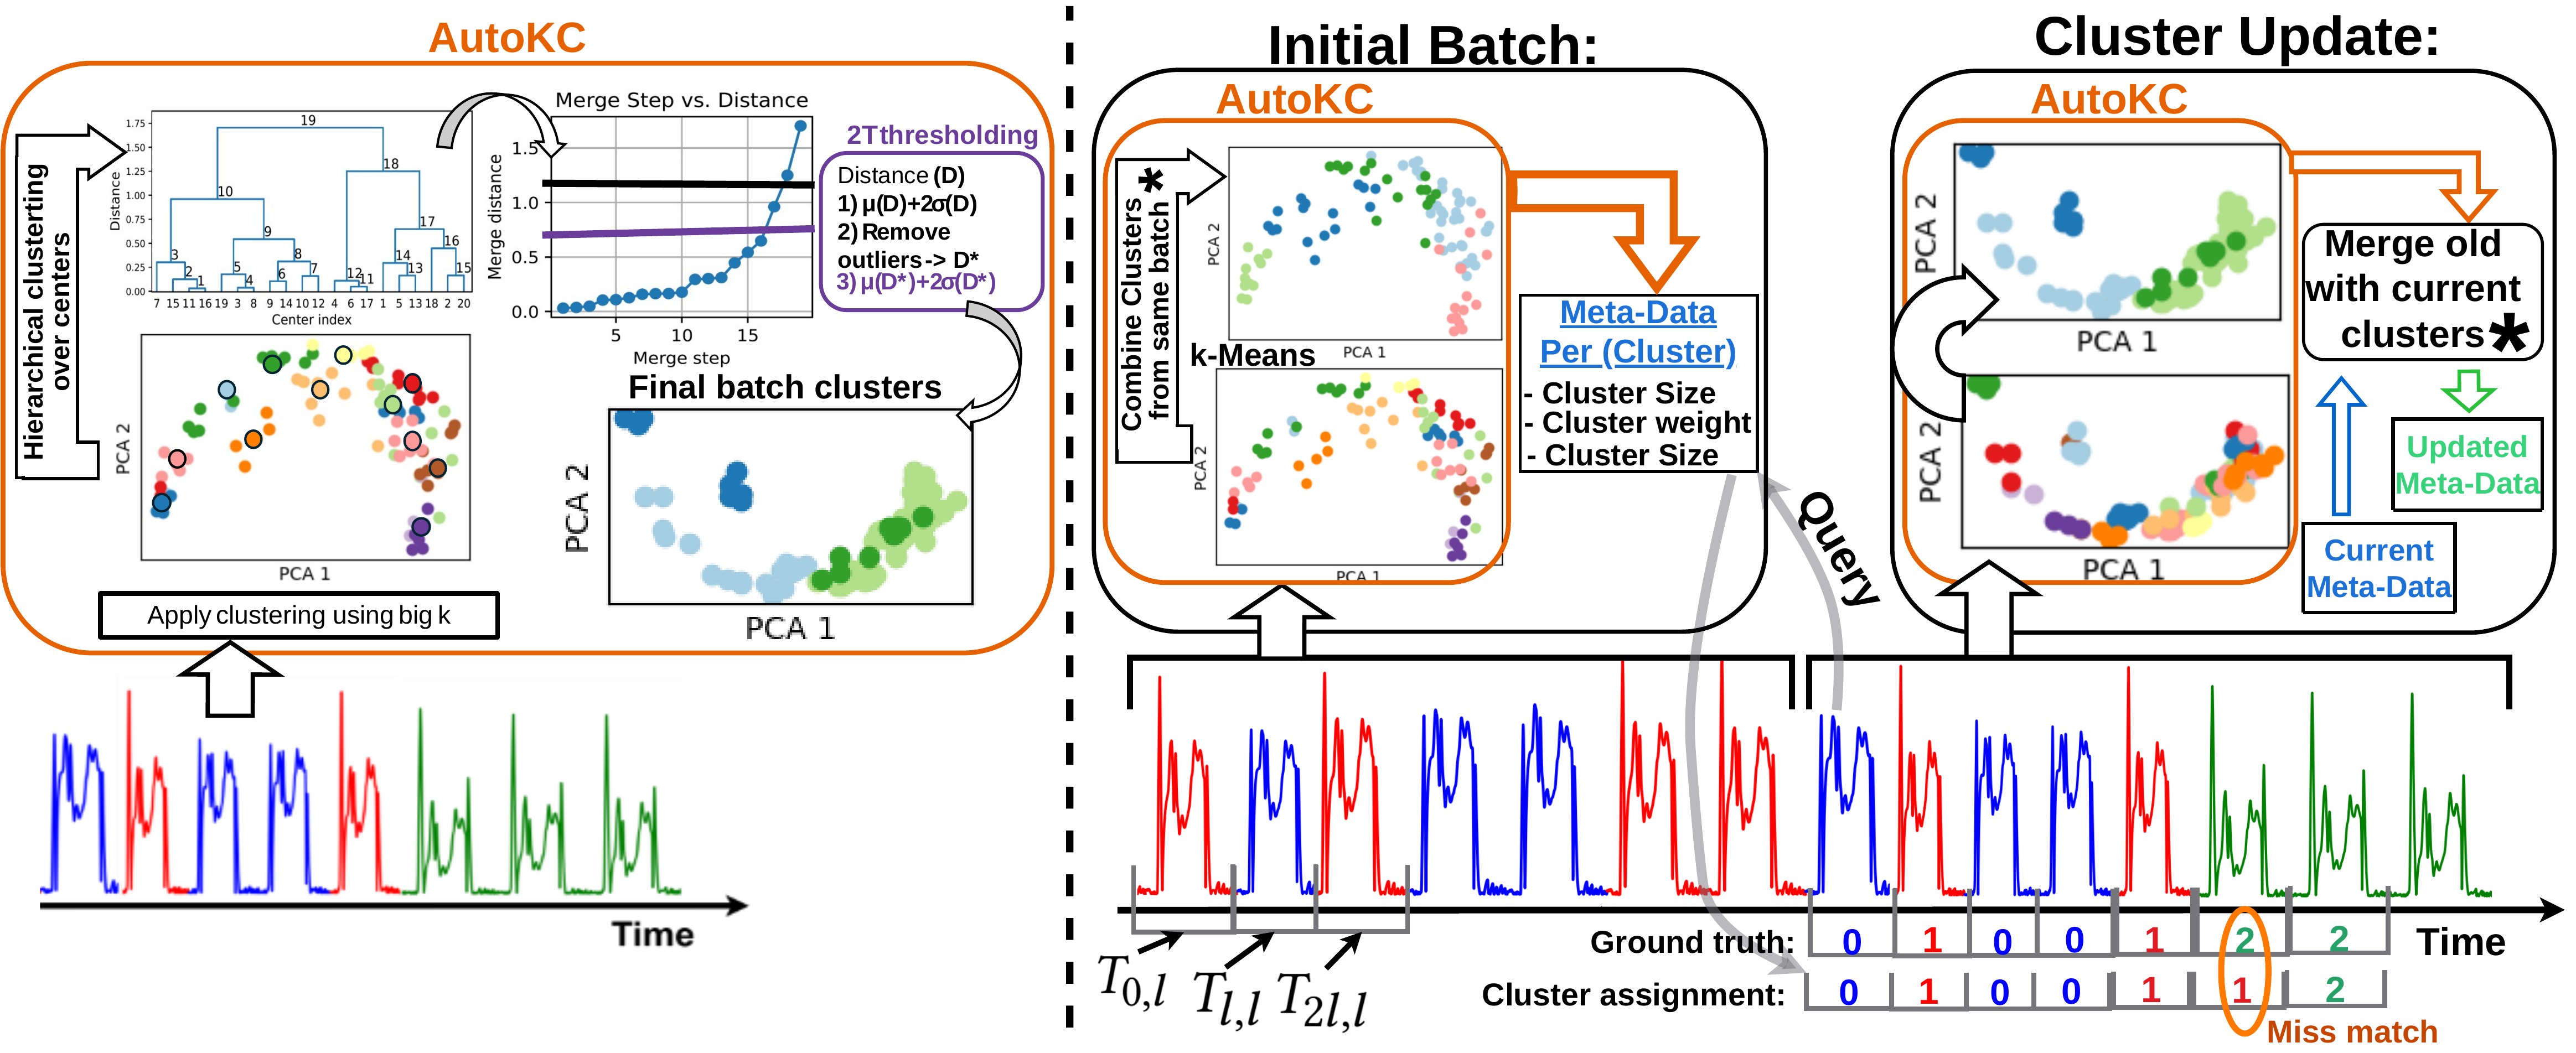 AutoKC
Hierarchical clusterting
over centers
Distance
1.75
1.50
1.25
1.00
0.75
0.50
0.25
0.00
19
18
10
17
9
16
3
5
8
14
2
1
4
6
7
12
11
13
15
7 15 11 16 19 3 8 9 14 10 12 4 6 17 1 5 13 18 2 20
Center index
Merge Step vs. Distance
Merge distance
1.5
1.0
0.5
0.0
5 10 15
Merge step
2Tthresholding
Distance (D)
1) μ(D)+2σ(D)
2) Remove
outliers -> D*
3) μ(D*)+2σ(D*)
PCA 2
PCA 1
Apply clustering using big k
Final batch clusters
PCA 2
PCA 1
Time
Initial Batch:
AutoKC
Combine Clusters
from same batch *
PCA 2
PCA 1
k-Means
PCA 2
PCA 1
Meta-Data
Per (Cluster)
- Cluster Size
- Cluster weight
- Cluster Size
Query
Cluster Update:
AutoKC
PCA 2
PCA 1
PCA 2
PCA 1
Merge old
with current
clusters *
Updated
Meta-Data
Current
Meta-Data
T0,l Tl,l T2l,l
Ground truth: 0 1 0 0 1 2 2
Time
Cluster assignment: 0 1 0 0 1 1 2
Miss match